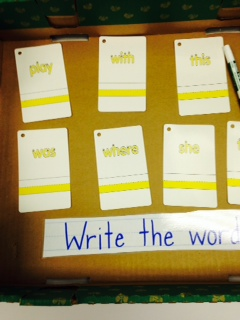 play with this
was where she
Write the word